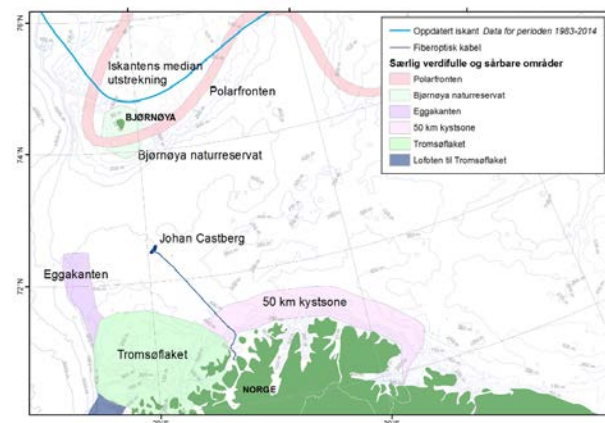 76°N
74°N
72°N
Iskantens median
utstrekning
Polarfronten
BJØRNØYA
Bjørnøya naturreservat
Johan Castberg
Eggakanten
50 km kystsone
Tromsøflaket
NORGE
Oppdatert iskant Data for perioden 1983-2014
Fiberoptisk kabel
Særlig verdifulle og sårbare områder
Polarfronten
Bjørnøya naturreservat
Eggakanten
50 km kystsone
Tromsøflaket
Lofoten til Tromsøflaket